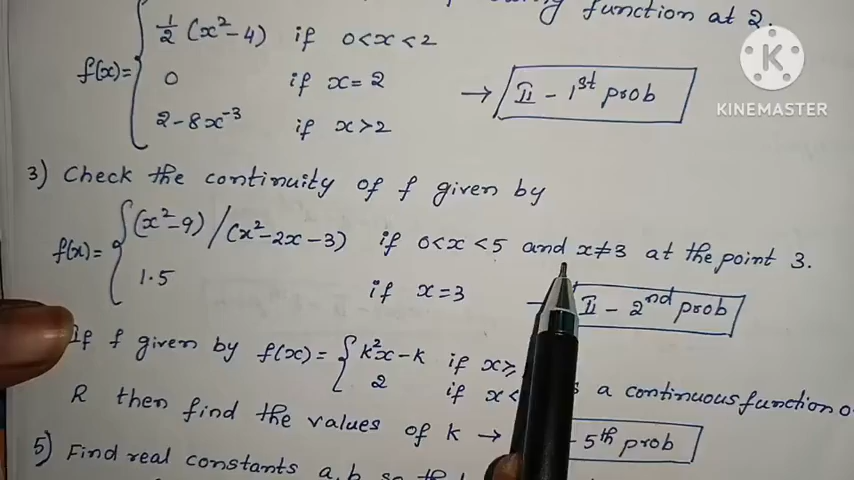 function at 2.
½ (x²-4) if 0<x<2
f(x)= 0 if x=2 → II - 1st prob
2-8x⁻³ if x>2
KINEMASTER
3) Check the continuity of f given by
f(x)= (x²-9)/(x²-2x-3) if 0<x<5 and x≠3 at the point 3.
1.5 if x=3 II - 2nd prob
If f given by f(x)= k²x-k if x≥
2 if x< a continuous function
R then find the values of k → 5th prob
5) Find real constants a,b so